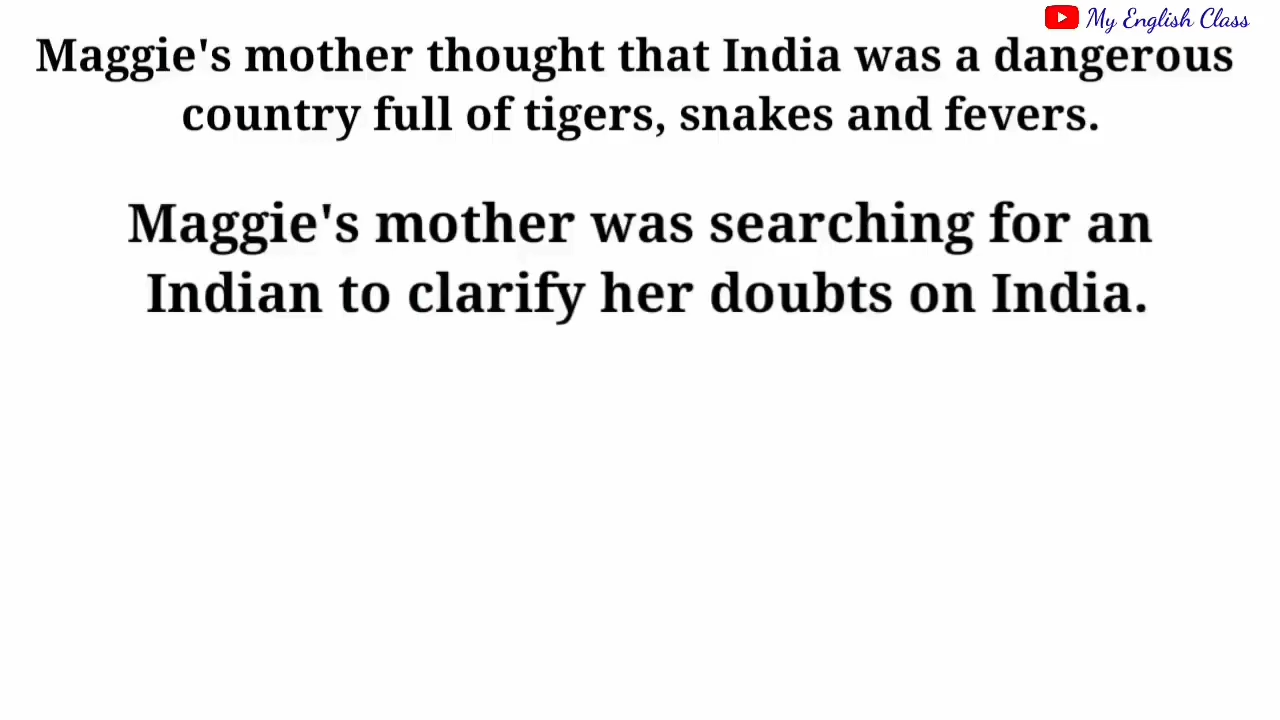 My English Class
Maggie's mother thought that India was a dangerous
country full of tigers, snakes and fevers.
Maggie's mother was searching for an
Indian to clarify her doubts on India.